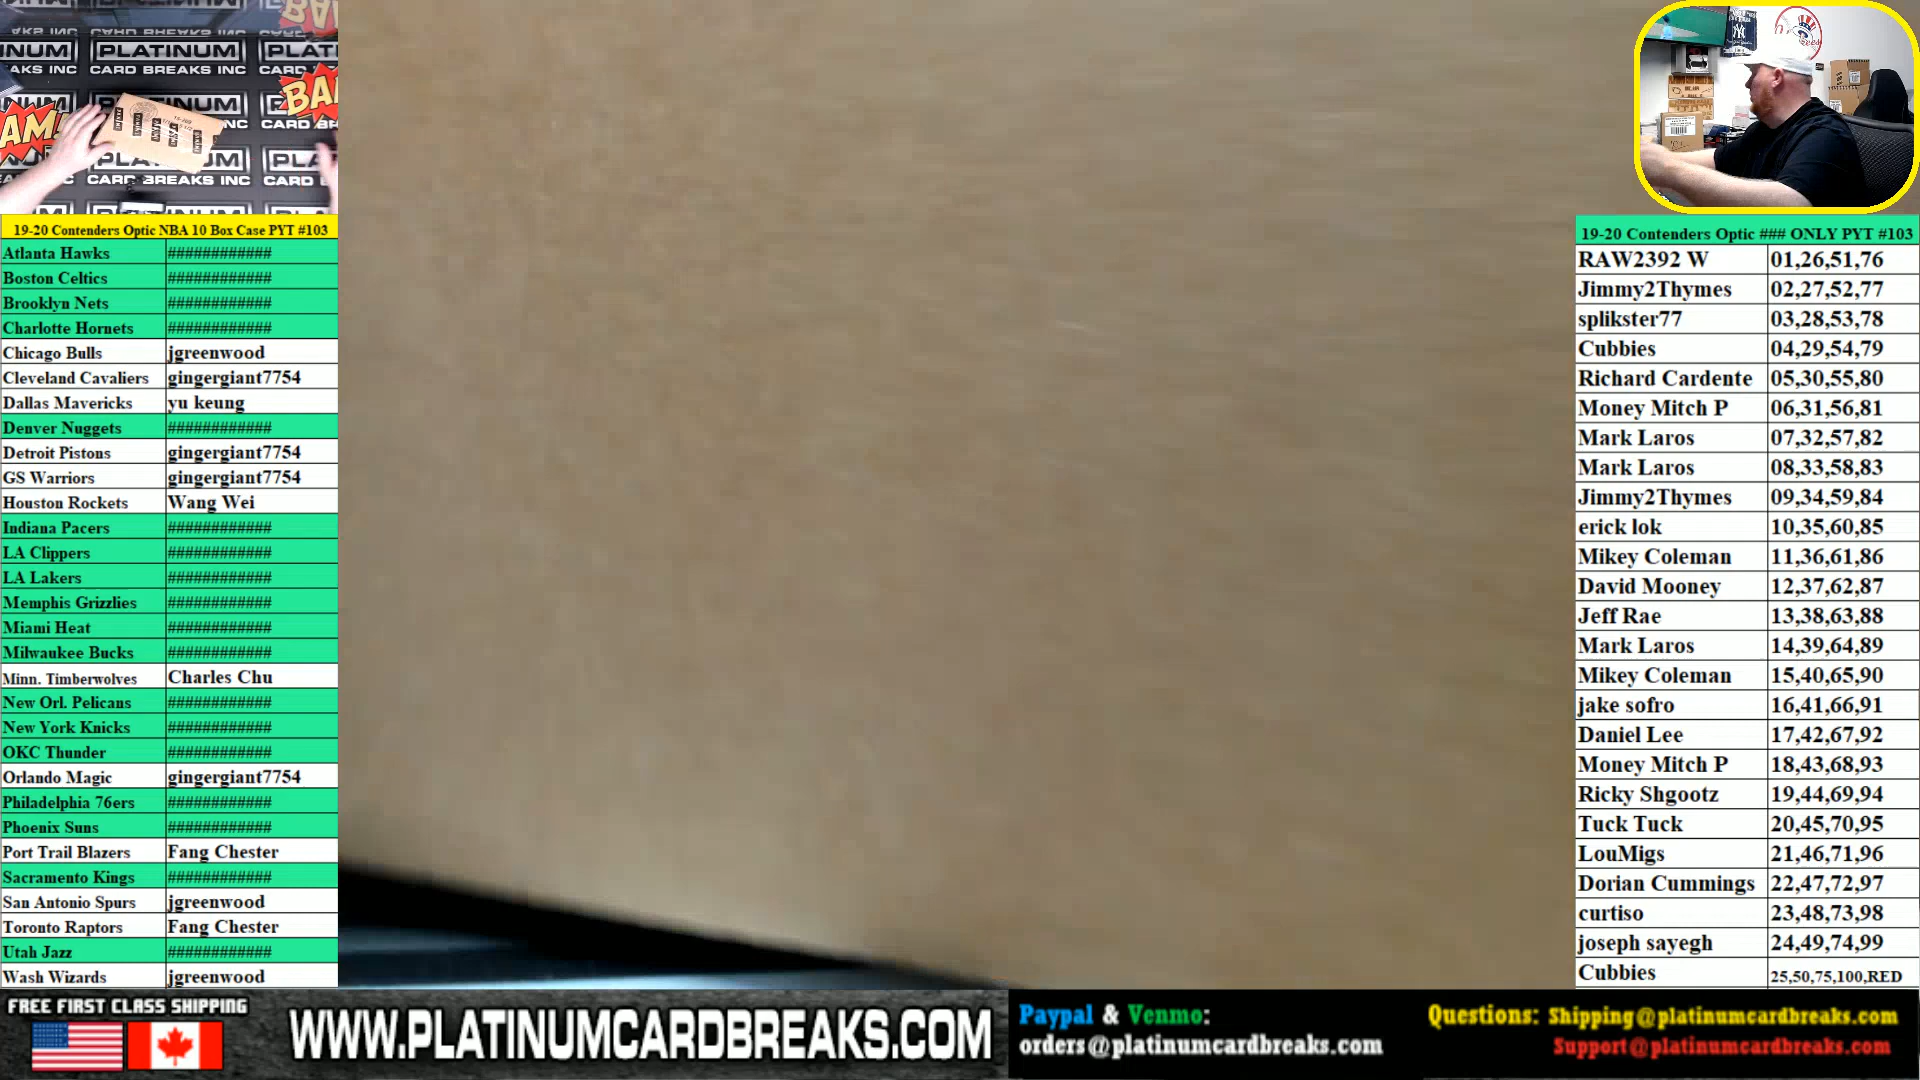 PLATINUM
CARD BREAKS INC
PLATINUM
BAM!
19-20 Contenders Optic NBA 10 Box Case PYT #103
Atlanta Hawks ############
Boston Celtics ############
Brooklyn Nets ############
Charlotte Hornets ############
Chicago Bulls jgreenwood
Cleveland Cavaliers gingergiant7754
Dallas Mavericks yu keung
Denver Nuggets ############
Detroit Pistons gingergiant7754
GS Warriors gingergiant7754
Houston Rockets Wang Wei
Indiana Pacers ############
LA Clippers ############
LA Lakers ############
Memphis Grizzlies ############
Miami Heat ############
Milwaukee Bucks ############
Minn. Timberwolves Charles Chu
New Orl. Pelicans ############
New York Knicks ############
OKC Thunder ############
Orlando Magic gingergiant7754
Philadelphia 76ers ############
Phoenix Suns ############
Port Trail Blazers Fang Chester
Sacramento Kings ############
San Antonio Spurs jgreenwood
Toronto Raptors Fang Chester
Utah Jazz ############
Wash Wizards jgreenwood
19-20 Contenders Optic ### ONLY PYT #103
RAW2392 W 01,26,51,76
Jimmy2Thymes 02,27,52,77
splikster77 03,28,53,78
Cubbies 04,29,54,79
Richard Cardente 05,30,55,80
Money Mitch P 06,31,56,81
Mark Laros 07,32,57,82
Mark Laros 08,33,58,83
Jimmy2Thymes 09,34,59,84
erick lok 10,35,60,85
Mikey Coleman 11,36,61,86
David Mooney 12,37,62,87
Jeff Rae 13,38,63,88
Mark Laros 14,39,64,89
Mikey Coleman 15,40,65,90
jake sofro 16,41,66,91
Daniel Lee 17,42,67,92
Money Mitch P 18,43,68,93
Ricky Shgootz 19,44,69,94
Tuck Tuck 20,45,70,95
LouMigs 21,46,71,96
Dorian Cummings 22,47,72,97
curtiso 23,48,73,98
joseph sayegh 24,49,74,99
Cubbies 25,50,75,100,RED
FREE FIRST CLASS SHIPPING
WWW.PLATINUMCARDBREAKS.COM
Paypal & Venmo:
orders@platinumcardbreaks.com
Questions: Shipping@platinumcardbreaks.com
Support@platinumcardbreaks.com